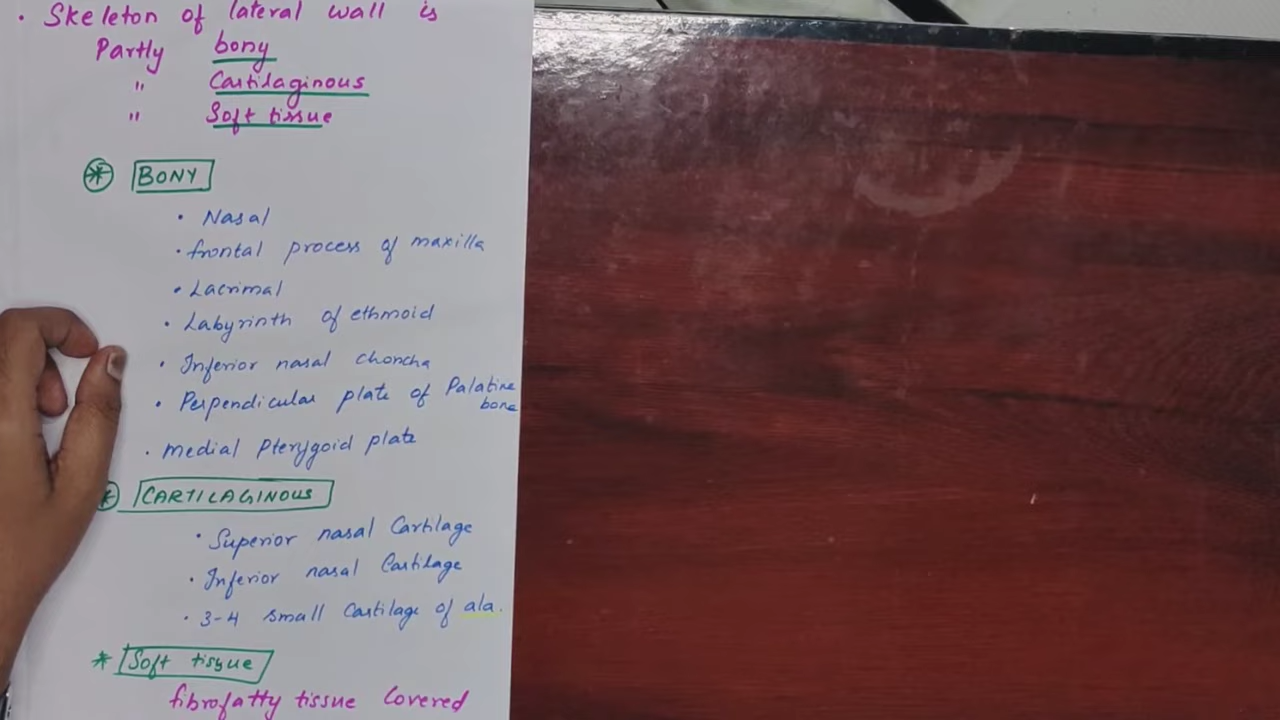 • Skeleton of lateral wall is
Partly bony
" Cartilaginous
" Soft tissue
* BONY
• Nasal
• frontal process of maxilla
• Lacrimal
• Labyrinth of ethmoid
• Inferior nasal choncha
• Perpendicular plate of Palatine
bone
• medial Pterygoid plate
* CARTILAGINOUS
• Superior nasal Cartilage
• Inferior nasal Cartilage
• 3-4 small Cartilage of ala.
* Soft tissue
fibrofatty tissue Covered